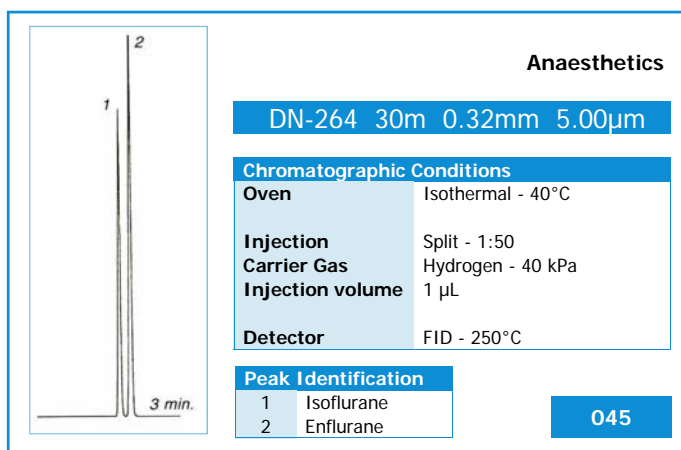 2
1
3 min.
Anaesthetics
DN-264 30m 0.32mm 5.00µm
Chromatographic Conditions
Oven Isothermal - 40°C
Injection Split - 1:50
Carrier Gas Hydrogen - 40 kPa
Injection volume 1 µL
Detector FID - 250°C
Peak Identification
1 Isoflurane
2 Enflurane
045